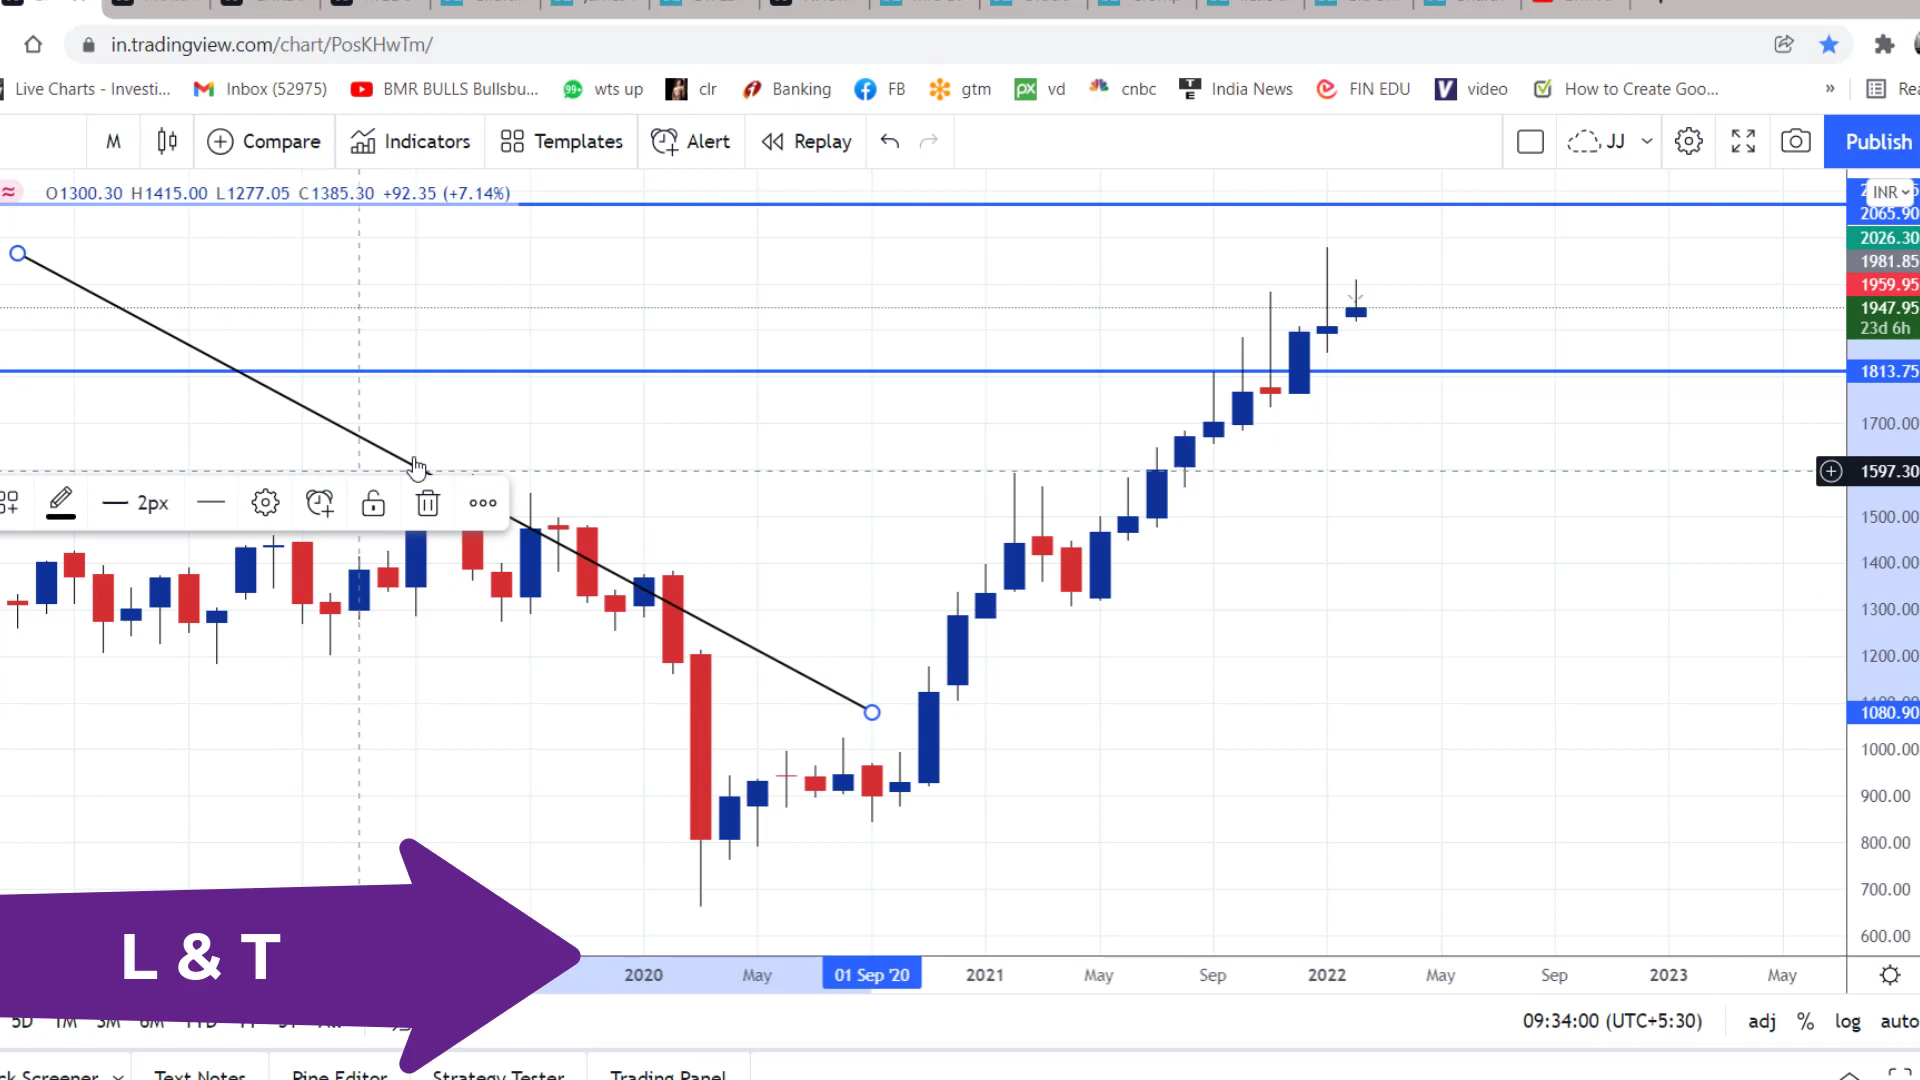 in.tradingview.com/chart/PosKHwTm/
Live Charts - Investi... Inbox (52975) BMR BULLS Bullsbu... 99+ wts up clr Banking FB gtm px vd cnbc India News FIN EDU V video How to Create Goo... »
M Compare Indicators Templates Alert Replay JJ Publish
O1300.30 H1415.00 L1277.05 C1385.30 +92.35 (+7.14%)
INR
2065.90
2026.30
1981.85
1959.95
1947.95
23d 6h
1813.75
1700.00
1597.30
2px
1500.00
1400.00
1300.00
1200.00
1080.90
1000.00
900.00
800.00
700.00
600.00
L & T
2020 May 01 Sep '20 2021 May Sep 2022 May Sep 2023 May
09:34:00 (UTC+5:30) adj % log auto
Text Notes Pine Editor Strategy Tester Trading Panel